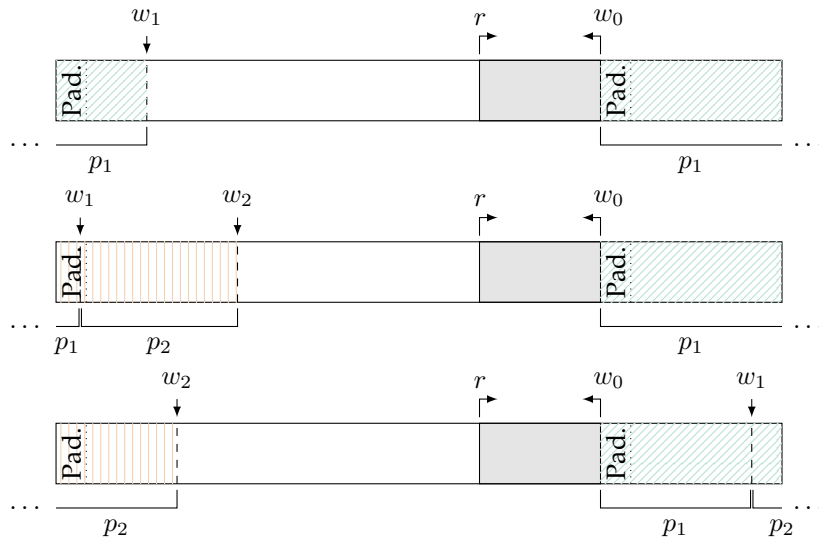 w₁ r w₀
Pad. Pad.
... p₁ p₁ ...
w₁ w₂ r w₀
Pad. Pad.
... p₁ p₂ p₁ ...
w₂ r w₀ w₁
Pad. Pad.
... p₂ p₁ p₂ ...